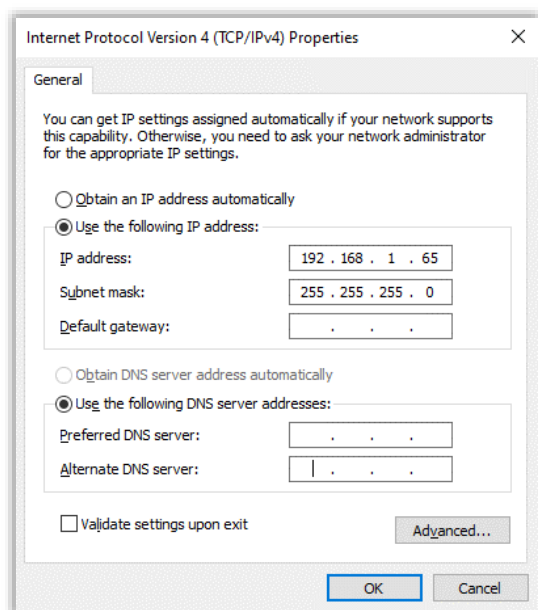 Internet Protocol Version 4 (TCP/IPv4) Properties
General
You can get IP settings assigned automatically if your network supports
this capability. Otherwise, you need to ask your network administrator
for the appropriate IP settings.
Obtain an IP address automatically
Use the following IP address:
IP address: 192 . 168 . 1 . 65
Subnet mask: 255 . 255 . 255 . 0
Default gateway: . . .
Obtain DNS server address automatically
Use the following DNS server addresses:
Preferred DNS server: . . .
Alternate DNS server: . . .
Validate settings upon exit
Advanced...
OK Cancel